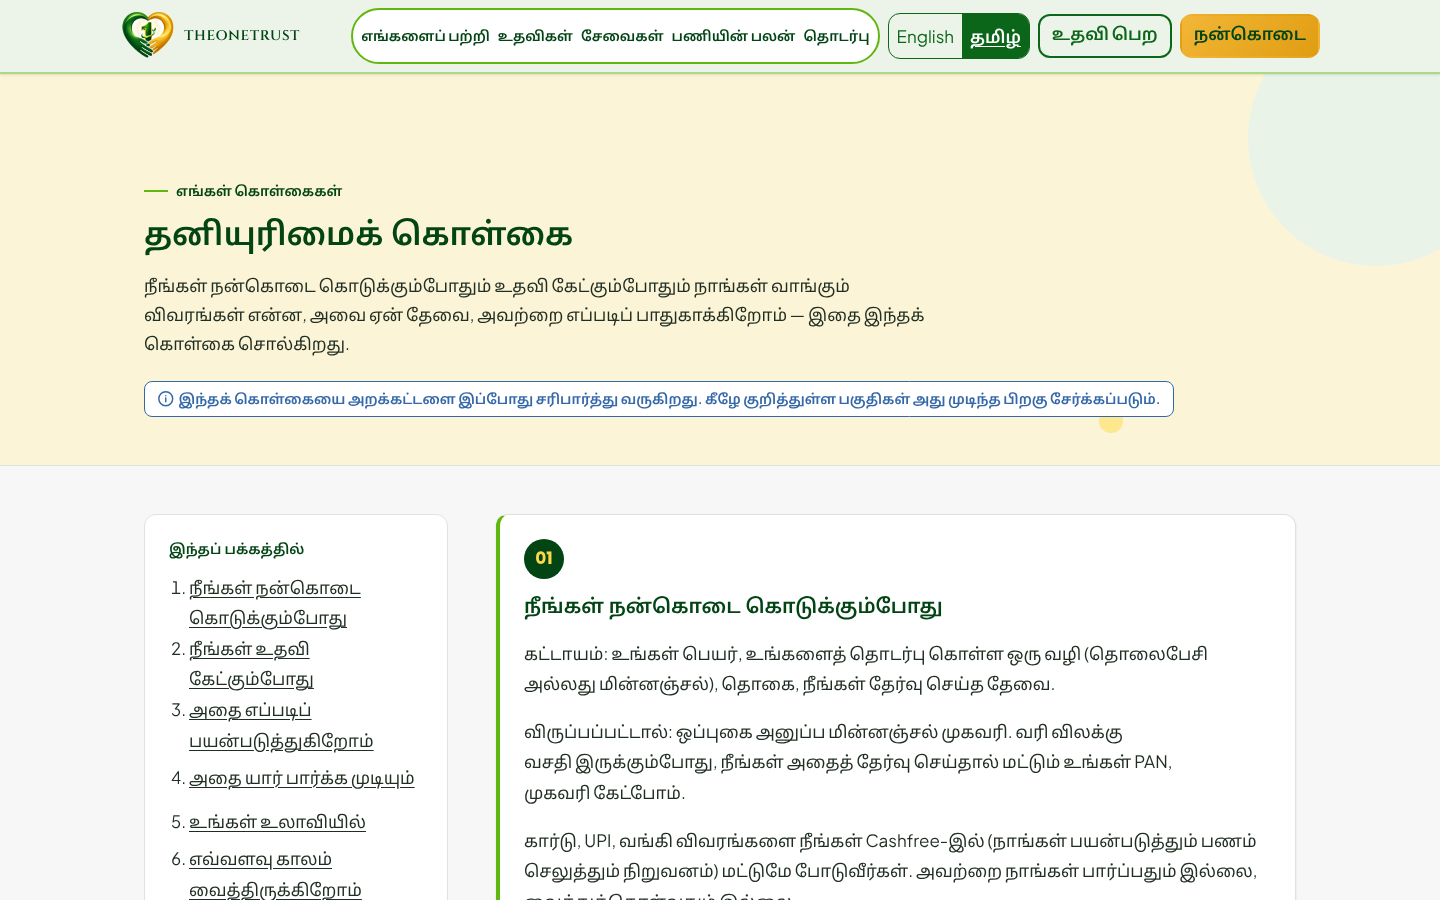 THEONETRUST
எங்களைப் பற்றி உதவிகள் சேவைகள் பணியின் பலன் தொடர்பு
English தமிழ்
உதவி பெற
நன்கொடை
எங்கள் கொள்கைகள்
தனியுரிமைக் கொள்கை
நீங்கள் நன்கொடை கொடுக்கும்போதும் உதவி கேட்கும்போதும் நாங்கள் வாங்கும்
விவரங்கள் என்ன, அவை ஏன் தேவை, அவற்றை எப்படிப் பாதுகாக்கிறோம் — இதை இந்தக்
கொள்கை சொல்கிறது.
இந்தக் கொள்கையை அறக்கட்டளை இப்போது சரிபார்த்து வருகிறது. கீழே குறித்துள்ள பகுதிகள் அது முடிந்த பிறகு சேர்க்கப்படும்.
இந்தப் பக்கத்தில்
1. நீங்கள் நன்கொடை
கொடுக்கும்போது
2. நீங்கள் உதவி
கேட்கும்போது
3. அதை எப்படிப்
பயன்படுத்துகிறோம்
4. அதை யார் பார்க்க முடியும்
5. உங்கள் உலாவியில்
6. எவ்வளவு காலம்
வைத்திருக்கிறோம்
01
நீங்கள் நன்கொடை கொடுக்கும்போது
கட்டாயம்: உங்கள் பெயர், உங்களைத் தொடர்பு கொள்ள ஒரு வழி (தொலைபேசி
அல்லது மின்னஞ்சல்), தொகை, நீங்கள் தேர்வு செய்த தேவை.
விருப்பப்பட்டால்: ஒப்புகை அனுப்ப மின்னஞ்சல் முகவரி. வரி விலக்கு
வசதி இருக்கும்போது, நீங்கள் அதைத் தேர்வு செய்தால் மட்டும் உங்கள் PAN,
முகவரி கேட்போம்.
கார்டு, UPI, வங்கி விவரங்களை நீங்கள் Cashfree-இல் (நாங்கள் பயன்படுத்தும் பணம்
செலுத்தும் நிறுவனம்) மட்டுமே போடுவீர்கள். அவற்றை நாங்கள் பார்ப்பதும் இல்லை,